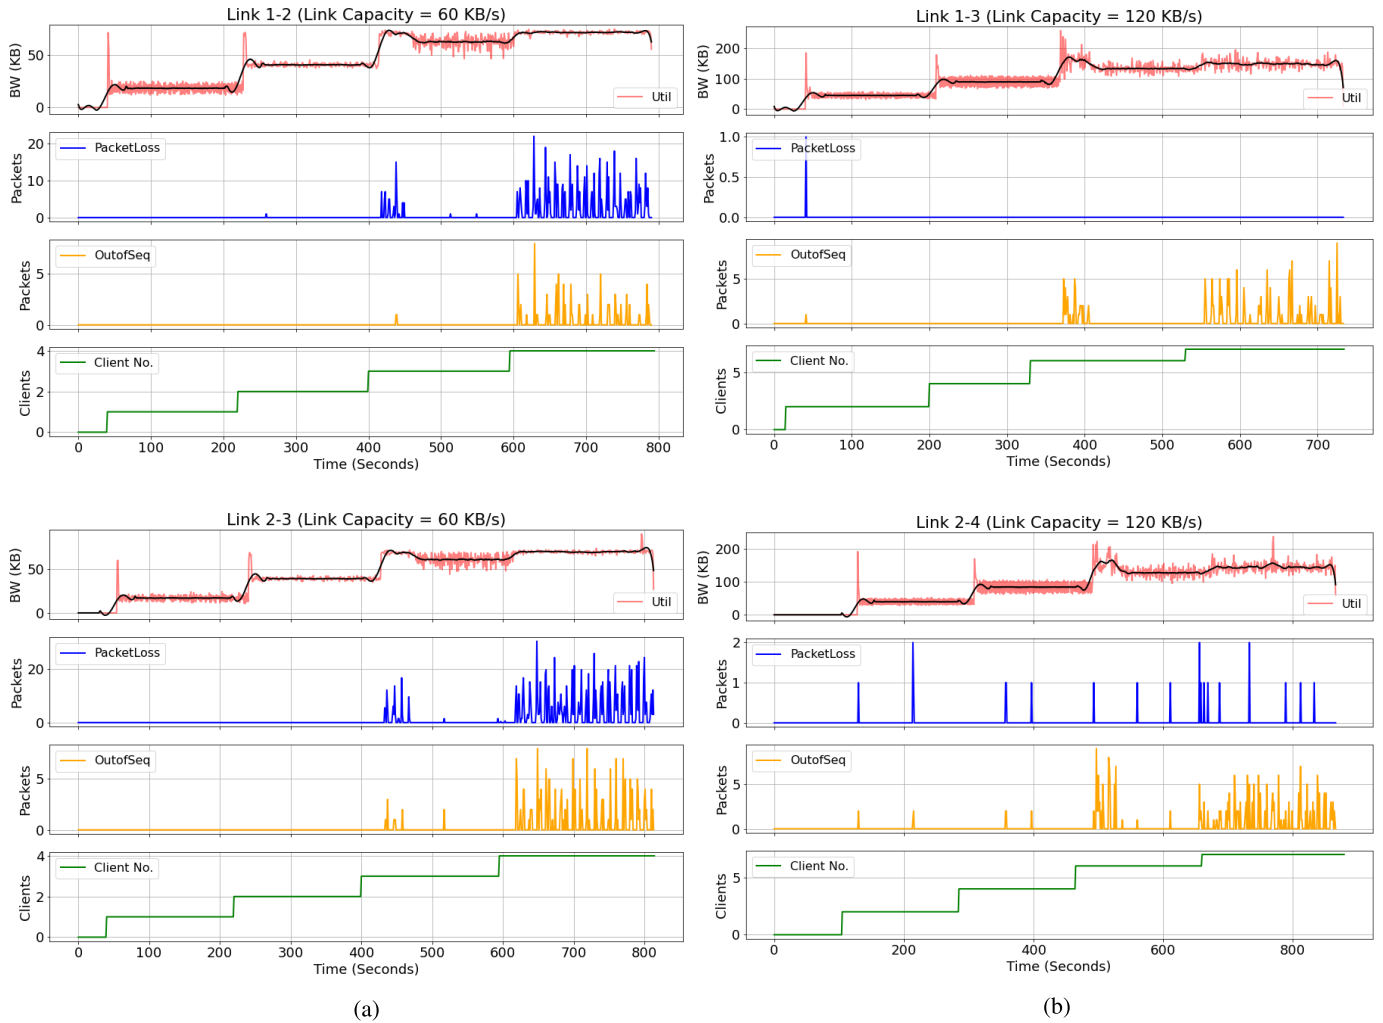 Link 1-2 (Link Capacity = 60 KB/s)
BW (KB)
50
0
Util
Packets
20
10
0
PacketLoss
Packets
5
0
OutofSeq
Clients
4
2
0
Client No.
0 100 200 300 400 500 600 700 800
Time (Seconds)
Link 2-3 (Link Capacity = 60 KB/s)
BW (KB)
50
0
Util
Packets
20
0
PacketLoss
Packets
5
0
OutofSeq
Clients
4
2
0
Client No.
0 100 200 300 400 500 600 700 800
Time (Seconds)
(a)
Link 1-3 (Link Capacity = 120 KB/s)
BW (KB)
200
100
0
Util
Packets
1.0
0.5
0.0
PacketLoss
Packets
5
0
OutofSeq
Clients
5
0
Client No.
0 100 200 300 400 500 600 700
Time (Seconds)
Link 2-4 (Link Capacity = 120 KB/s)
BW (KB)
200
100
0
Util
Packets
2
1
0
PacketLoss
Packets
5
0
OutofSeq
Clients
5
0
Client No.
0 200 400 600 800
Time (Seconds)
(b)